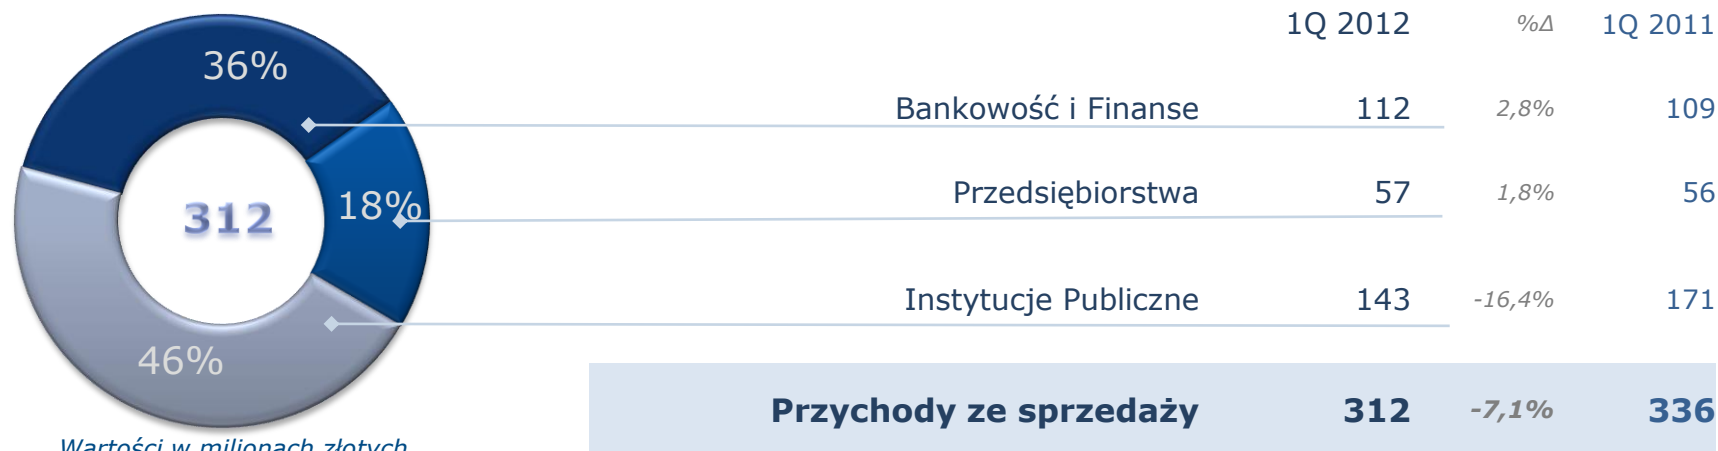 1Q 2012 %Δ 1Q 2011
36%
Bankowość i Finanse 112 2,8% 109
312
18%
Przedsiębiorstwa 57 1,8% 56
Instytucje Publiczne 143 -16,4% 171
46%
Przychody ze sprzedaży 312 -7,1% 336
Wartości w milionach złotych